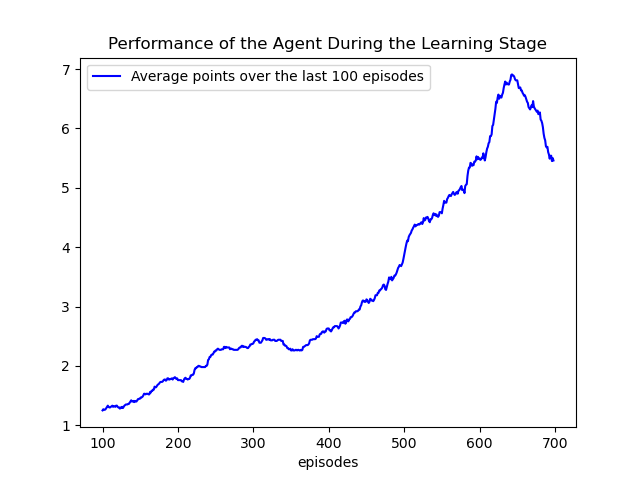 Performance of the Agent During the Learning Stage
Average points over the last 100 episodes
7
6
5
4
3
2
1
100 200 300 400 500 600 700
episodes